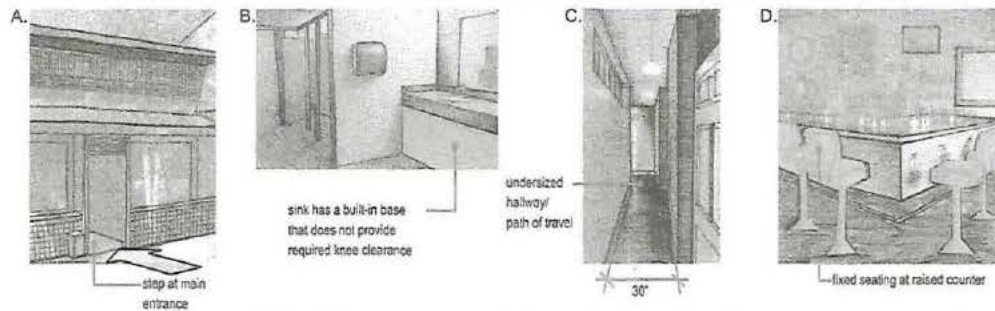 A.
B.
C.
D.
step at main
entrance
sink has a built-in base
that does not provide
required knee clearance
undersized
hallway/
path of travel
30"
fixed seating at raised counter